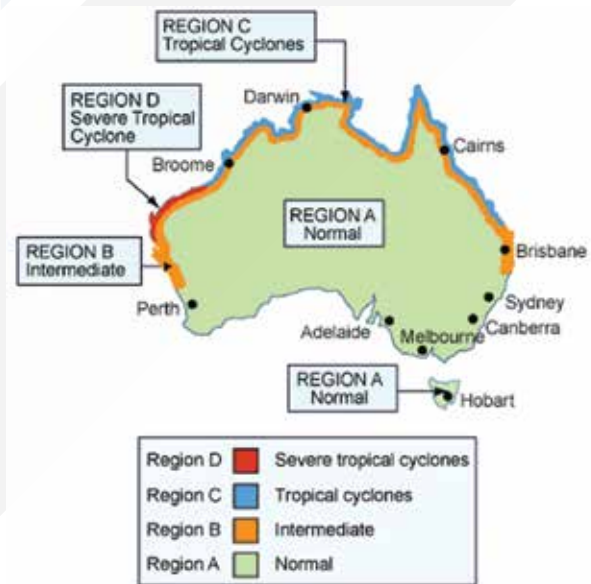 REGION C
Tropical Cyclones
REGION D
Severe Tropical
Cyclone
Darwin
Broome
Cairns
REGION A
Normal
REGION B
Intermediate
Brisbane
Perth
Sydney
Adelaide
Canberra
Melbourne
REGION A
Normal
Hobart
Region D Severe tropical cyclones
Region C Tropical cyclones
Region B Intermediate
Region A Normal